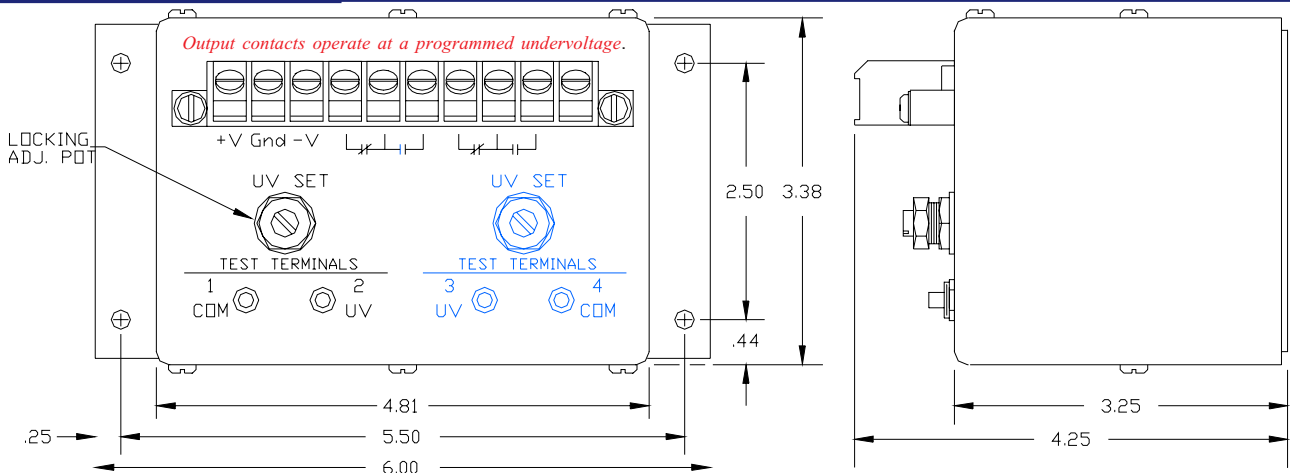 Output contacts operate at a programmed undervoltage.
+V Gnd -V
LOCKING
ADJ. POT
UV SET
UV SET
TEST TERMINALS
TEST TERMINALS
1
2
3
4
COM
UV
UV
COM
2.50
3.38
.44
4.81
.25
5.50
6.00
3.25
4.25